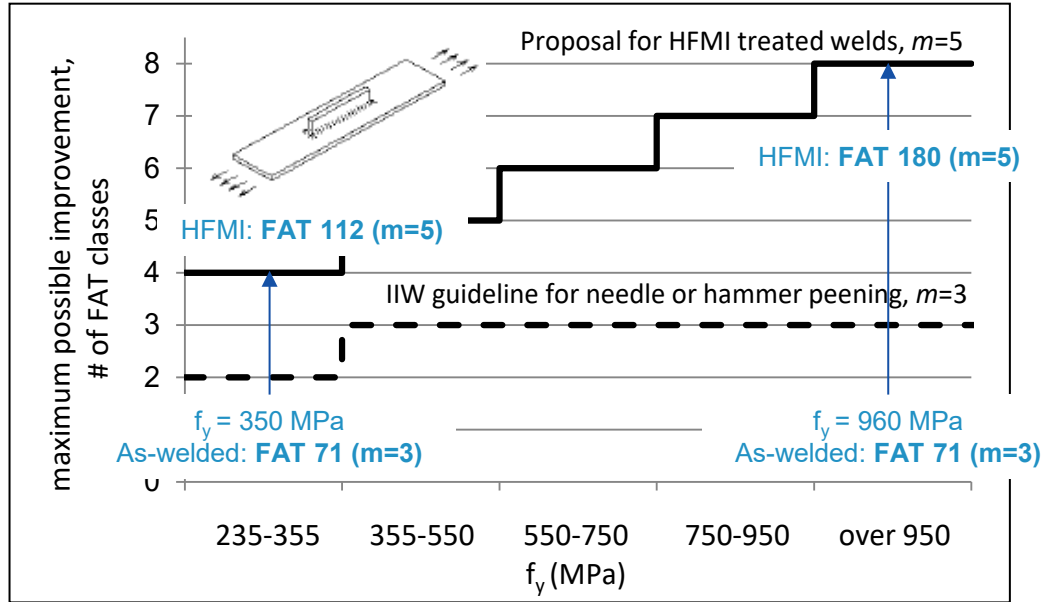 Proposal for HFMI treated welds, m=5
maximum possible improvement,
# of FAT classes
8
7
6
5
4
3
2
0
HFMI: FAT 180 (m=5)
HFMI: FAT 112 (m=5)
IIW guideline for needle or hammer peening, m=3
f_y = 350 MPa
As-welded: FAT 71 (m=3)
f_y = 960 MPa
As-welded: FAT 71 (m=3)
235-355 355-550 550-750 750-950 over 950
f_y (MPa)